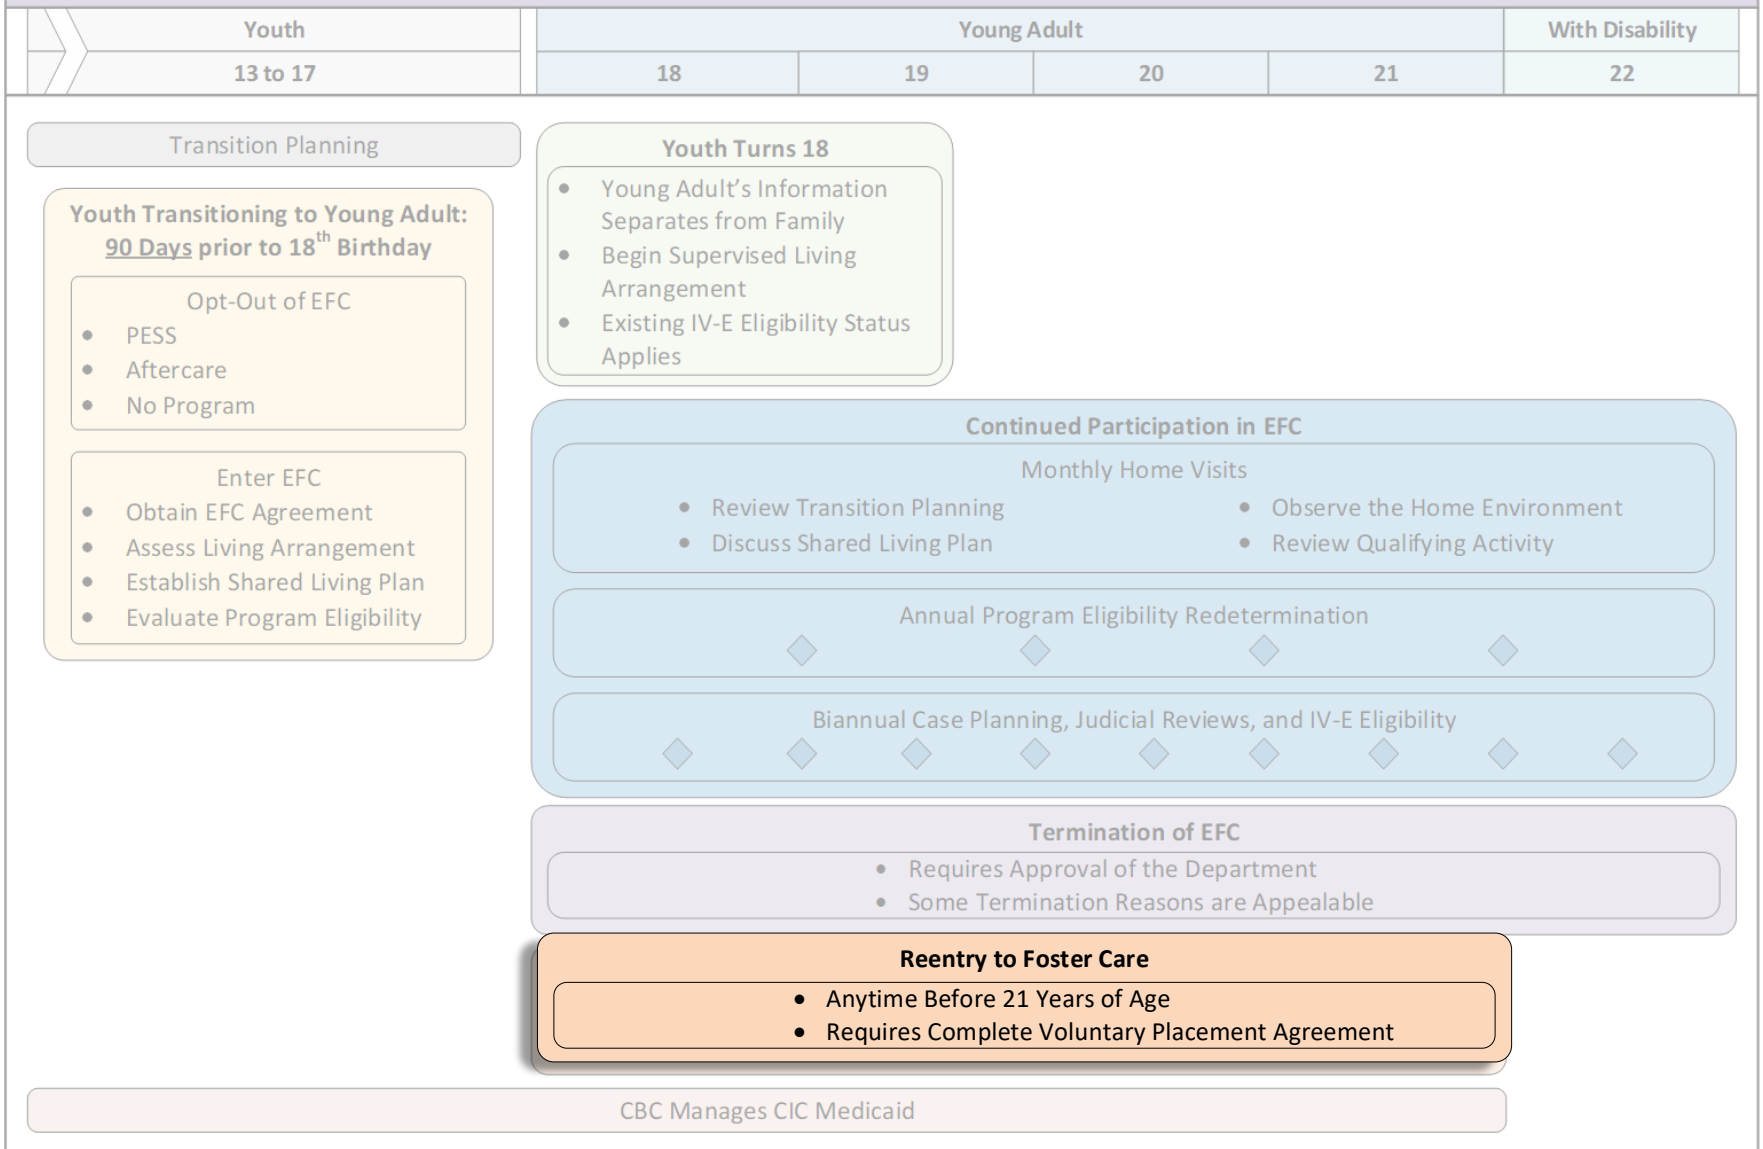 Youth
Young Adult
With Disability
13 to 17
18
19
20
21
22
Transition Planning
Youth Transitioning to Young Adult:
90 Days prior to 18th Birthday
Opt-Out of EFC
• PESS
• Aftercare
• No Program
Enter EFC
• Obtain EFC Agreement
• Assess Living Arrangement
• Establish Shared Living Plan
• Evaluate Program Eligibility
Youth Turns 18
• Young Adult’s Information
Separates from Family
• Begin Supervised Living
Arrangement
• Existing IV-E Eligibility Status
Applies
Continued Participation in EFC
Monthly Home Visits
• Review Transition Planning
• Discuss Shared Living Plan
• Observe the Home Environment
• Review Qualifying Activity
Annual Program Eligibility Redetermination
Biannual Case Planning, Judicial Reviews, and IV-E Eligibility
Termination of EFC
• Requires Approval of the Department
• Some Termination Reasons are Appealable
Reentry to Foster Care
• Anytime Before 21 Years of Age
• Requires Complete Voluntary Placement Agreement
CBC Manages CIC Medicaid